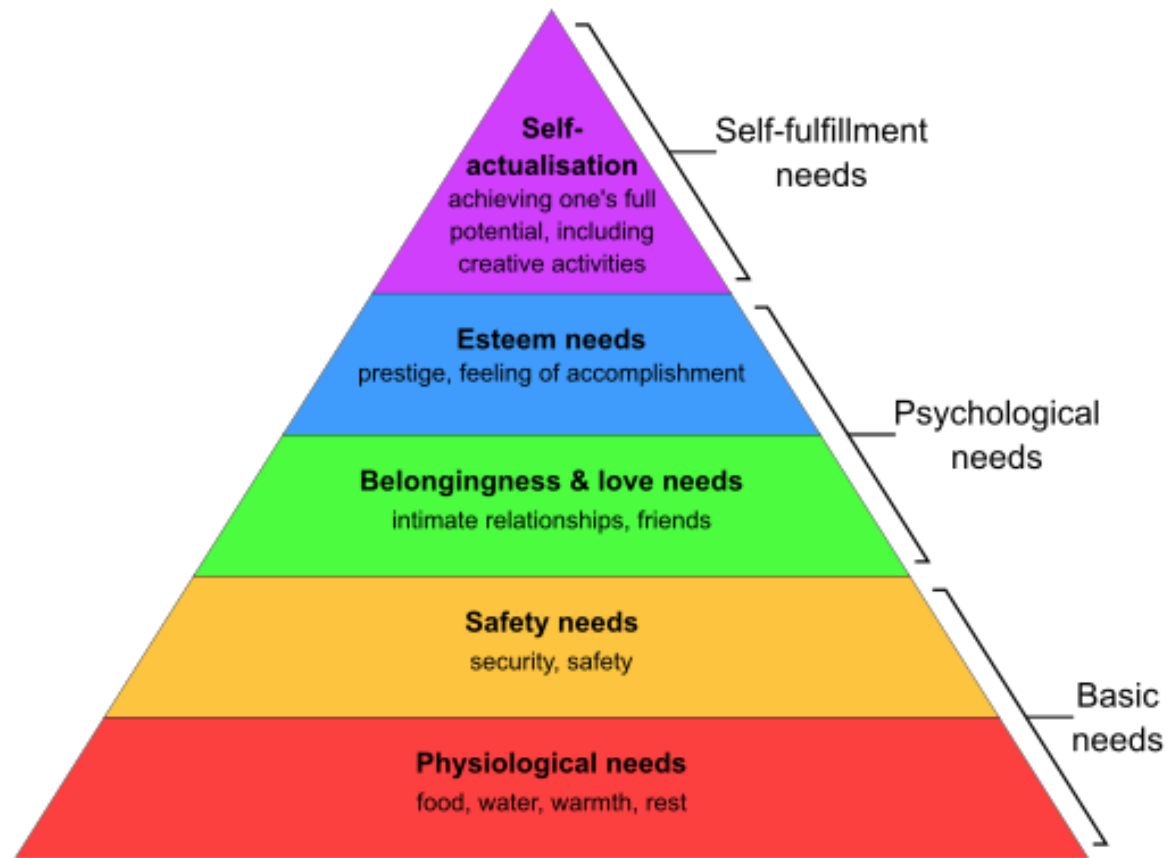 Self-
actualisation
achieving one's full
potential, including
creative activities
Self-fulfillment
needs
Esteem needs
prestige, feeling of accomplishment
Psychological
needs
Belongingness & love needs
intimate relationships, friends
Safety needs
security, safety
Basic
needs
Physiological needs
food, water, warmth, rest